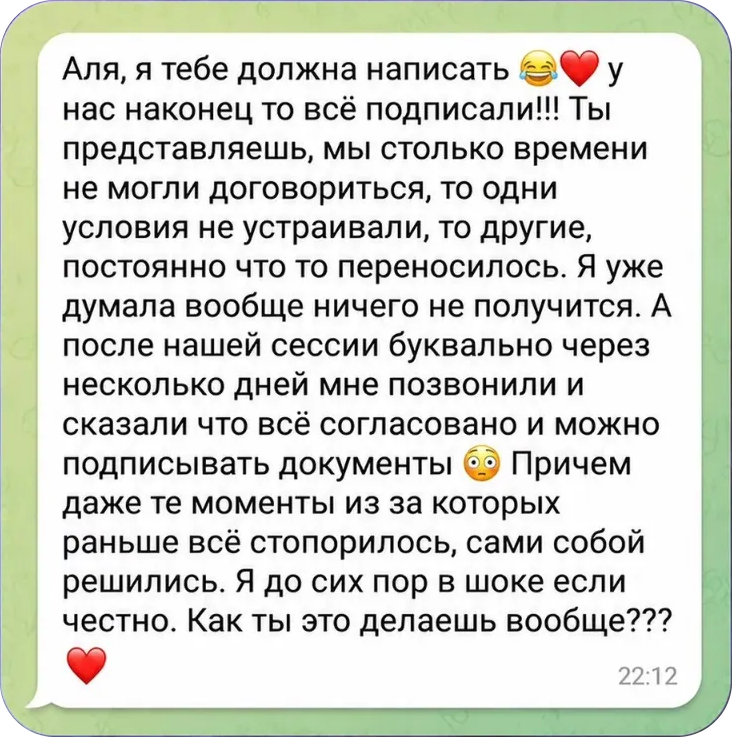 Аля, я тебе должна написать 😂❤️ у
нас наконец то всё подписали!!! Ты
представляешь, мы столько времени
не могли договориться, то одни
условия не устраивали, то другие,
постоянно что то переносилось. Я уже
думала вообще ничего не получится. А
после нашей сессии буквально через
несколько дней мне позвонили и
сказали что всё согласовано и можно
подписывать документы 😳 Причем
даже те моменты из за которых
раньше всё стопорилось, сами собой
решились. Я до сих пор в шоке если
честно. Как ты это делаешь вообще???
❤️
22:12